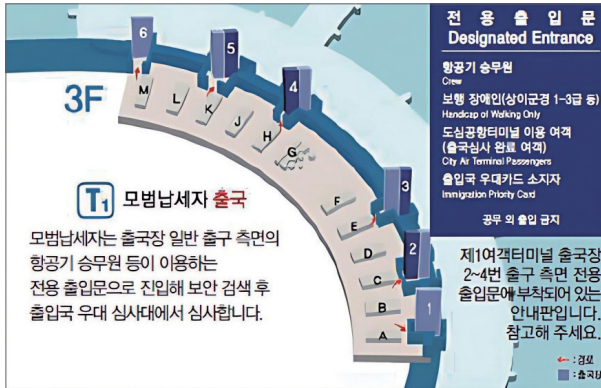 전용출입문
Designated Entrance
항공기 승무원
Crew
보행 장애인(상이군경 1-3급 등)
Handicap of Walking Only
도심공항터미널 이용 여객
(출국심사 완료 여객)
City Air Terminal Passengers
출입국 우대카드 소지자
Immigration Priority Card
공무 외 출입 금지
6
5
4
3
2
1
3F
M
L
K
J
H
G
F
E
D
C
B
A
T1 모범납세자 출국
모범납세자는 출국장 일반 출구 측면의
항공기 승무원 등이 이용하는
전용 출입문으로 진입해 보안 검색 후
출입국 우대 심사대에서 심사합니다.
제1여객터미널 출국장
2~4번 출구 측면 전용
출입문에 부착되어 있는
안내판입니다.
참고해 주세요.
:검표
:출국장